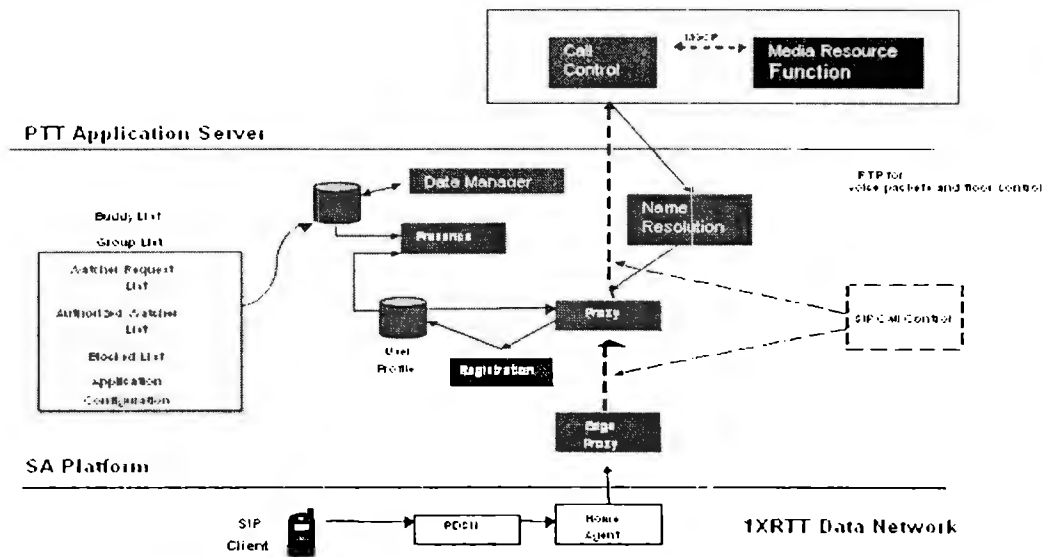 Call
Control
Media Resource
Function
PTT Application Server
Data Manager
RTP for
voice packets and floor control
Buddy List
Group List
Name
Resolution
Presence
Watcher Request
List
Authorized Watcher
List
Blocked List
Application
Configuration
User
Profile
Proxy
Registration
SIP Call Control
Edge
Proxy
SA Platform
SIP
Client
Home
Agent
1XRTT Data Network